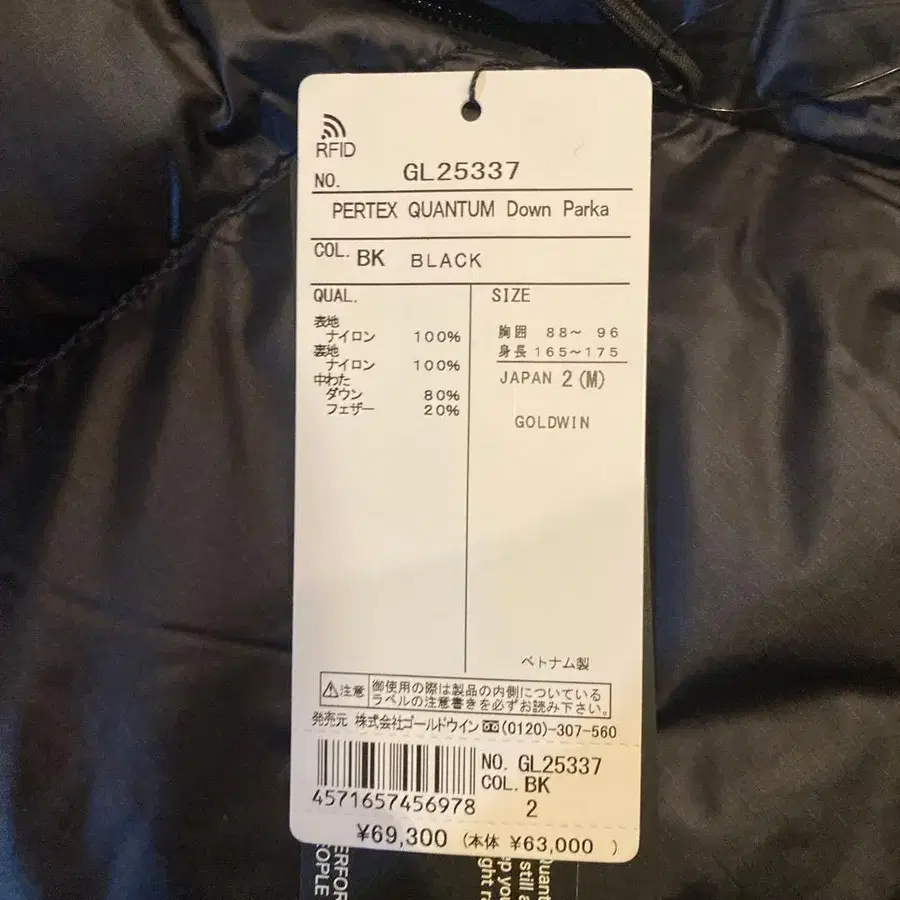 RFID
NO. GL25337
PERTEX QUANTUM Down Parka
COL. BK BLACK
QUAL.
表地
ナイロン 100%
裏地
ナイロン 100%
中わた
ダウン 80%
フェザー 20%
SIZE
胸囲 88～ 96
身長 165～175
JAPAN 2 (M)
GOLDWIN
ベトナム製
注意 御使用の際は製品の内側についている
ラベルの注意書きを必ずお読み下さい。
発売元 株式会社ゴールドウイン (0120)-307-560
4571657456978
NO. GL25337
COL. BK
2
¥69,300 (本体 ¥63,000 )